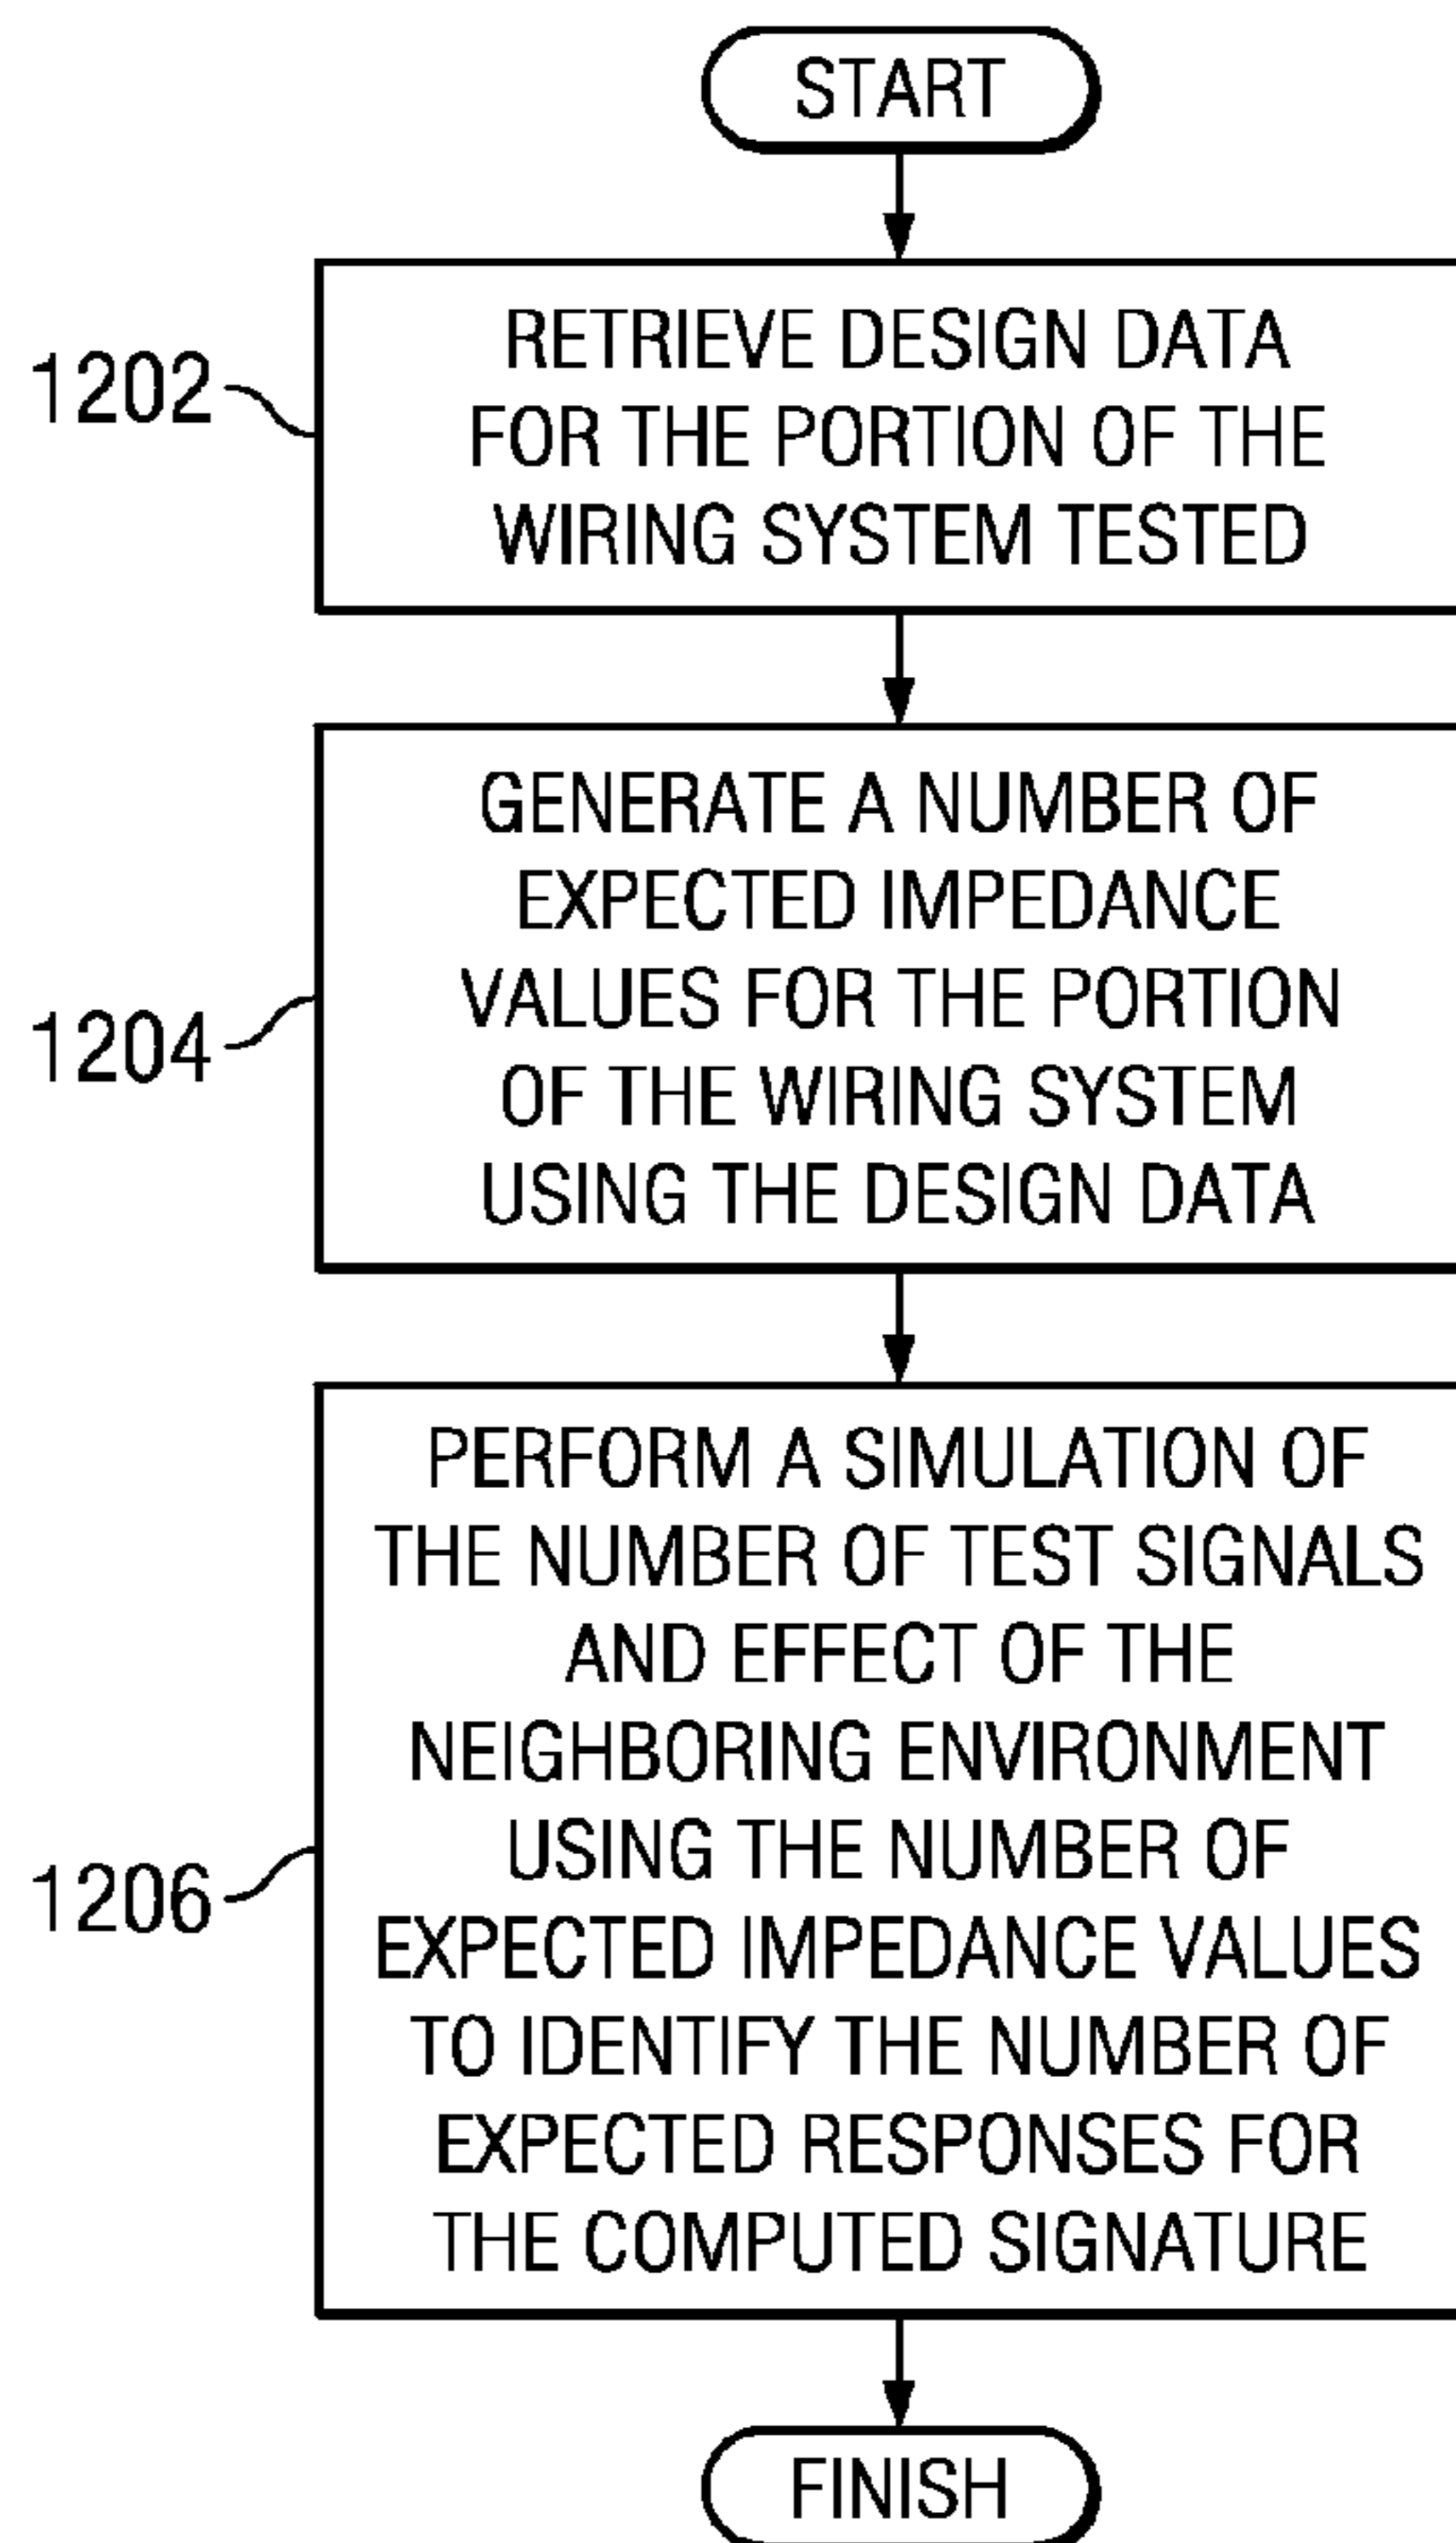 START
1202
RETRIEVE DESIGN DATA
FOR THE PORTION OF THE
WIRING SYSTEM TESTED
1204
GENERATE A NUMBER OF
EXPECTED IMPEDANCE
VALUES FOR THE PORTION
OF THE WIRING SYSTEM
USING THE DESIGN DATA
1206
PERFORM A SIMULATION OF
THE NUMBER OF TEST SIGNALS
AND EFFECT OF THE
NEIGHBORING ENVIRONMENT
USING THE NUMBER OF
EXPECTED IMPEDANCE VALUES
TO IDENTIFY THE NUMBER OF
EXPECTED RESPONSES FOR
THE COMPUTED SIGNATURE
FINISH